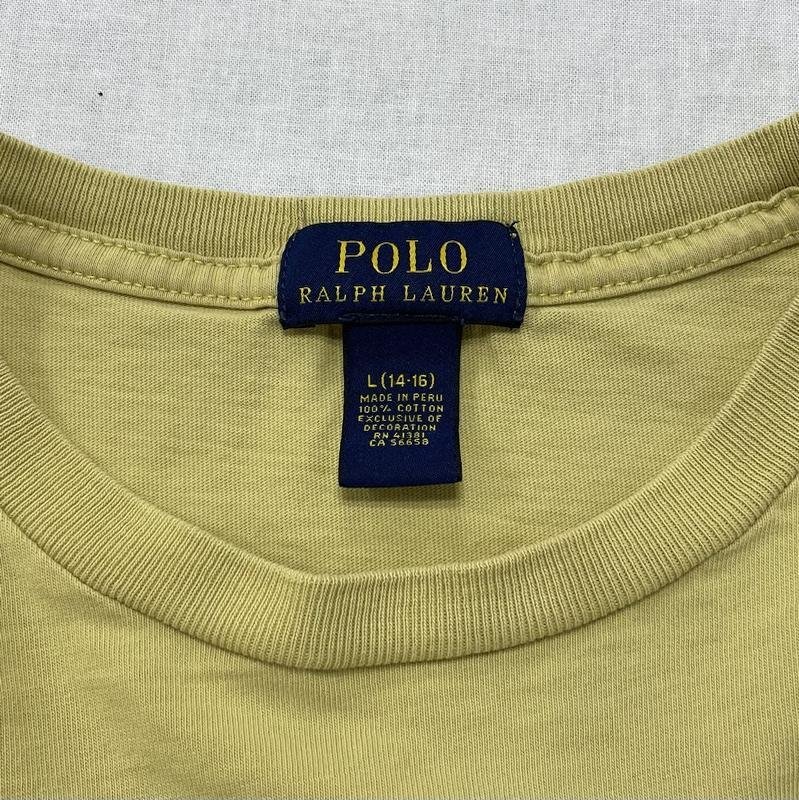 POLO
RALPH LAUREN
L (14-16)
MADE IN PERU
100% COTTON
EXCLUSIVE OF
DECORATION
RN 41381
CA 56658